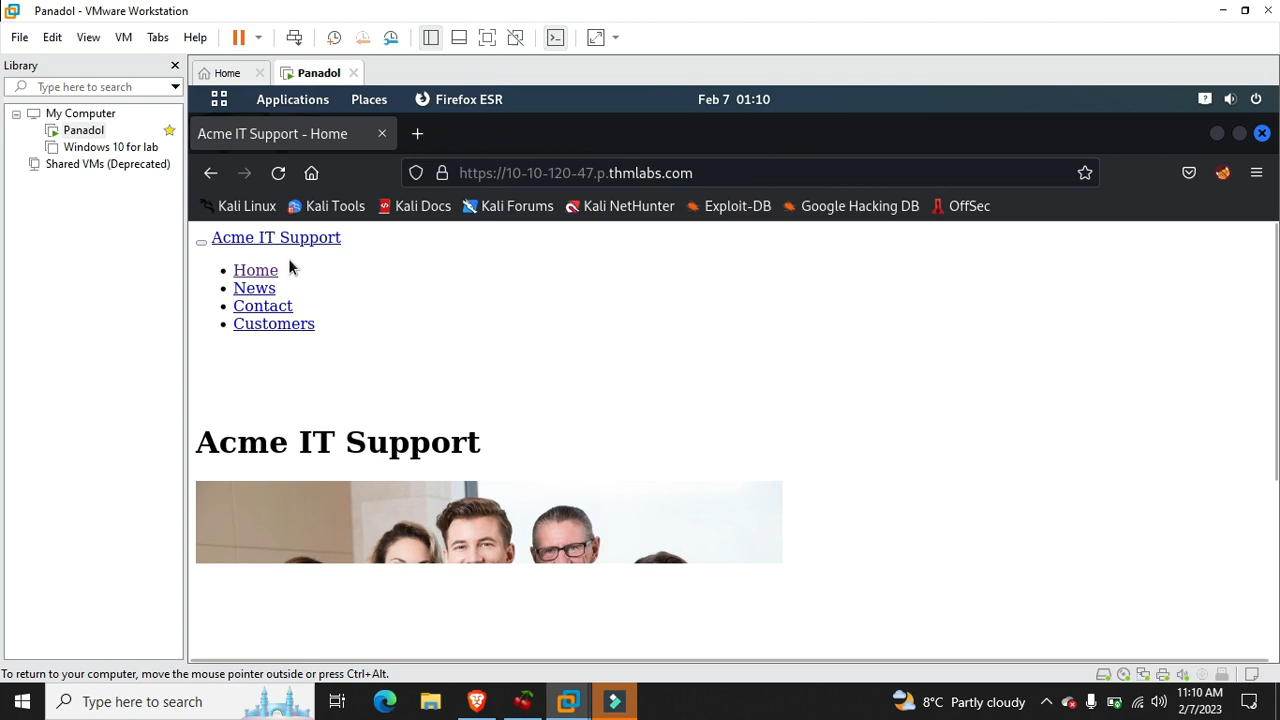 Panadol - VMware Workstation
File Edit View VM Tabs Help
Library
Type here to search
My Computer
Panadol
Windows 10 for lab
Shared VMs (Deprecated)
Home
Panadol
Applications Places Firefox ESR Feb 7 01:10
Acme IT Support - Home
https://10-10-120-47.p.thmlabs.com
Kali Linux Kali Tools Kali Docs Kali Forums Kali NetHunter Exploit-DB Google Hacking DB OffSec
Acme IT Support
Home
News
Contact
Customers
Acme IT Support
To return to your computer, move the mouse pointer outside or press Ctrl+Alt.
Type here to search
8°C Partly cloudy
11:10 AM
2/7/2023